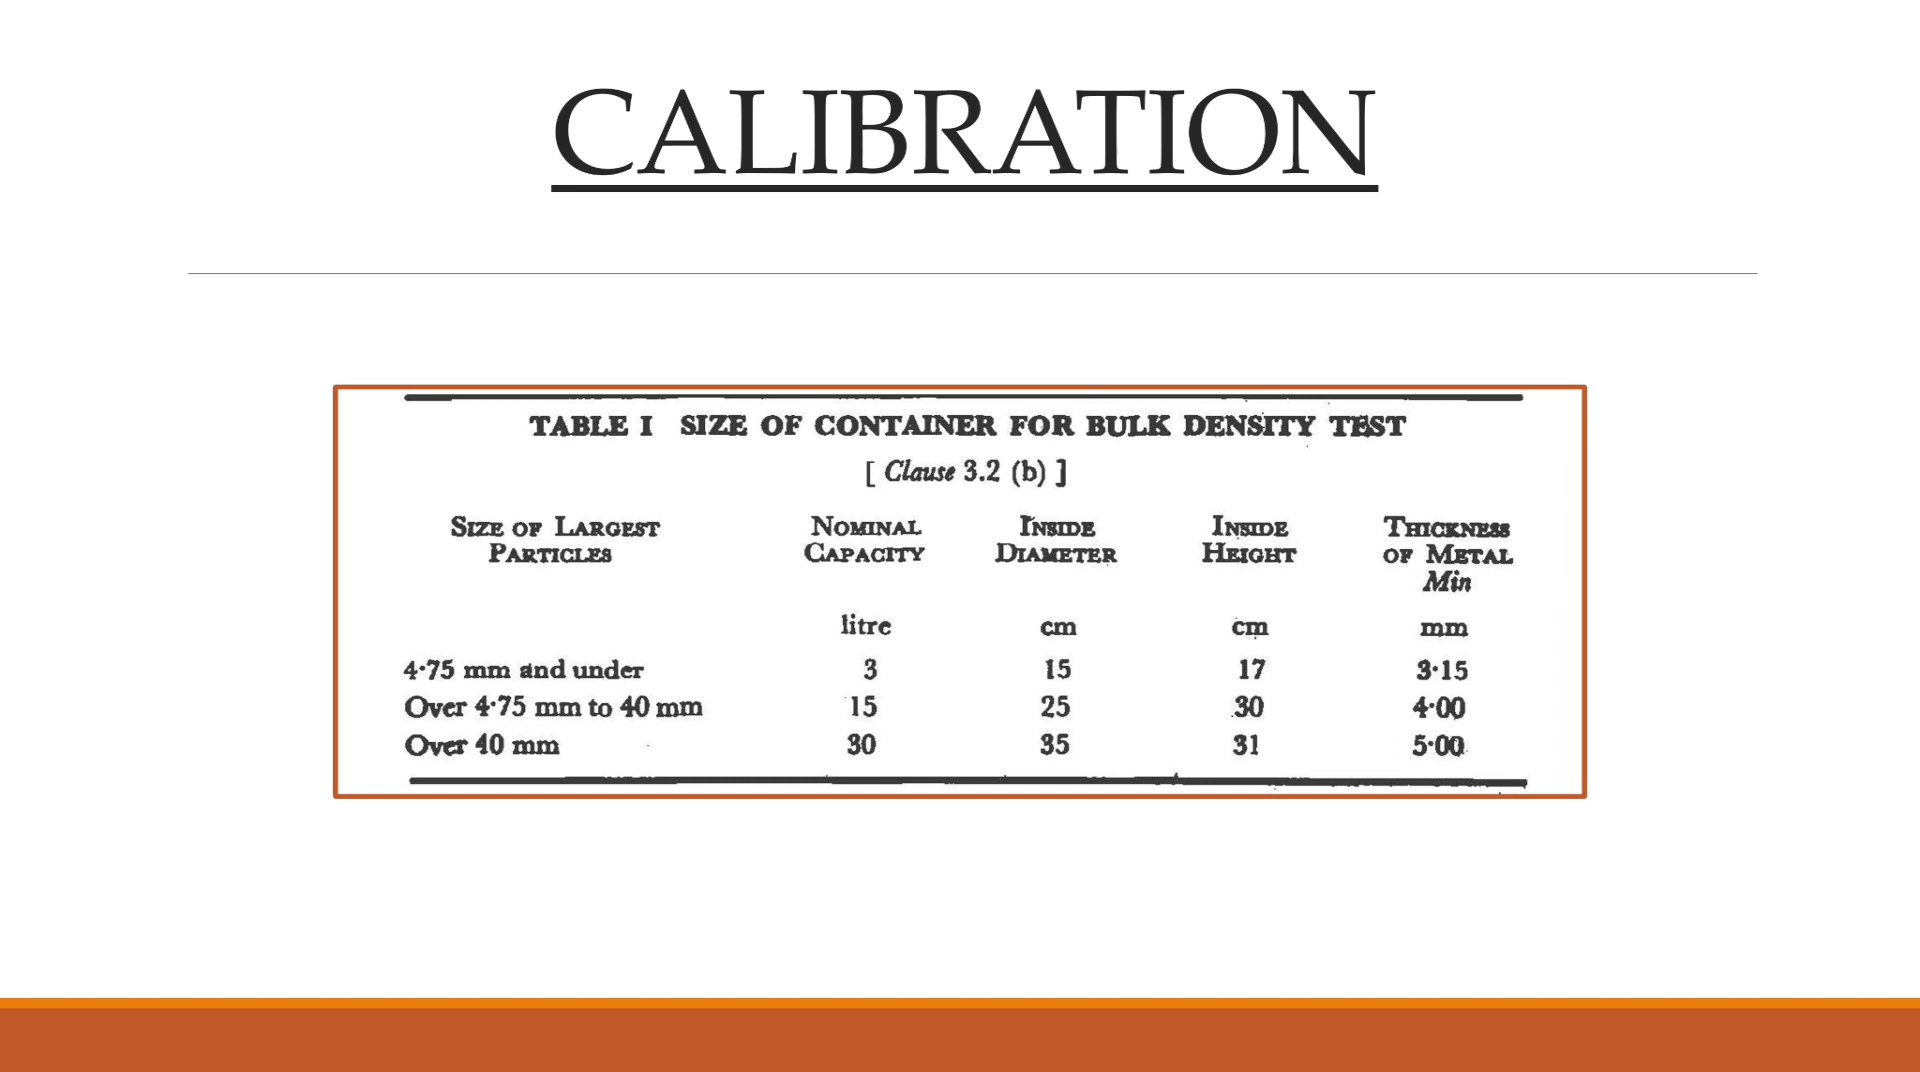 CALIBRATION
TABLE I SIZE OF CONTAINER FOR BULK DENSITY TEST
[ Clause 3.2 (b) ]
SIZE OF LARGEST PARTICLES NOMINAL CAPACITY INSIDE DIAMETER INSIDE HEIGHT THICKNESS OF METAL Min
litre cm cm mm
4·75 mm and under 3 15 17 3·15
Over 4·75 mm to 40 mm 15 25 30 4·00
Over 40 mm 30 35 31 5·00